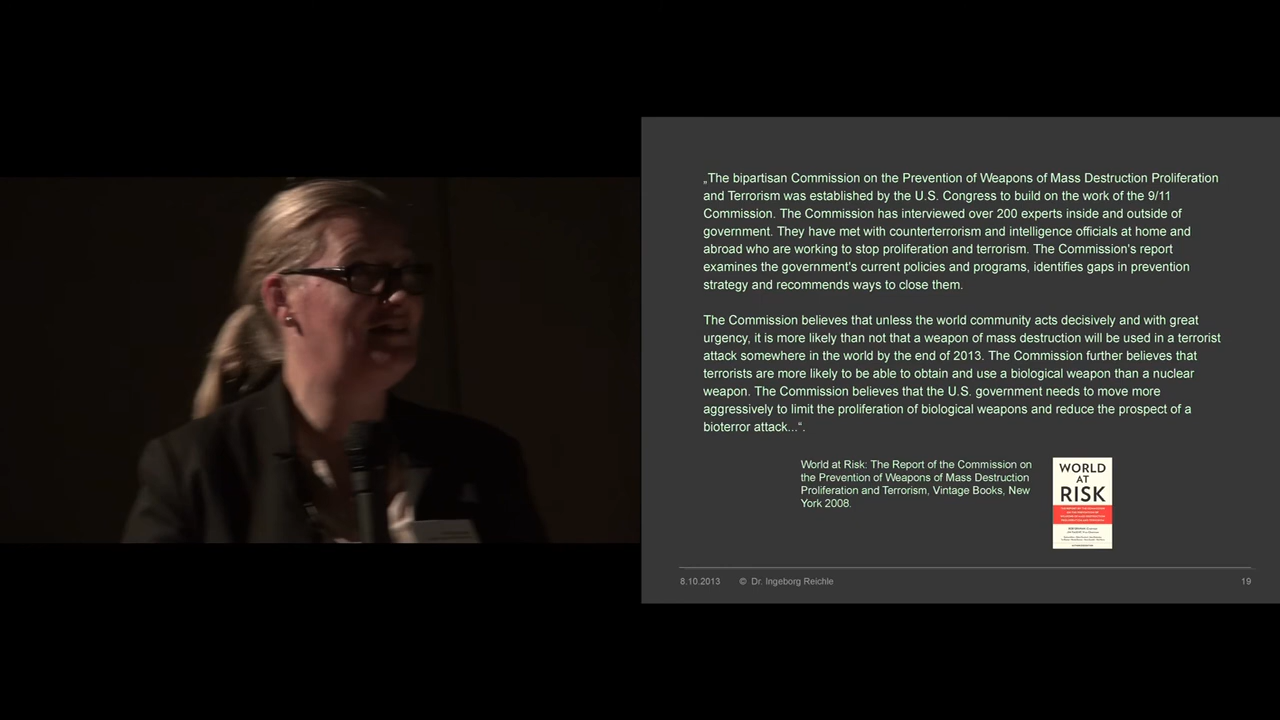 „The bipartisan Commission on the Prevention of Weapons of Mass Destruction Proliferation
and Terrorism was established by the U.S. Congress to build on the work of the 9/11
Commission. The Commission has interviewed over 200 experts inside and outside of
government. They have met with counterterrorism and intelligence officials at home and
abroad who are working to stop proliferation and terrorism. The Commission's report
examines the government's current policies and programs, identifies gaps in prevention
strategy and recommends ways to close them.
The Commission believes that unless the world community acts decisively and with great
urgency, it is more likely than not that a weapon of mass destruction will be used in a terrorist
attack somewhere in the world by the end of 2013. The Commission further believes that
terrorists are more likely to be able to obtain and use a biological weapon than a nuclear
weapon. The Commission believes that the U.S. government needs to move more
aggressively to limit the proliferation of biological weapons and reduce the prospect of a
bioterror attack...“.
World at Risk: The Report of the Commission on
the Prevention of Weapons of Mass Destruction
Proliferation and Terrorism, Vintage Books, New
York 2008.
WORLD
AT
RISK
8.10.2013 © Dr. Ingeborg Reichle 19